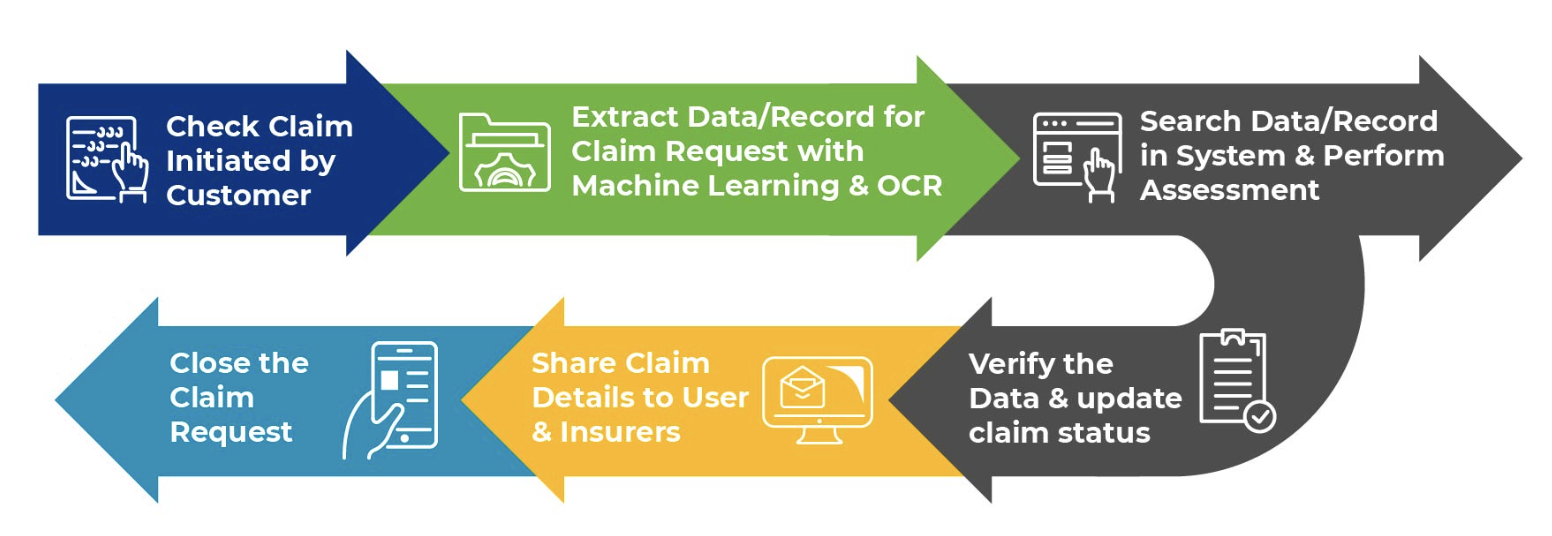 Check Claim
Initiated by
Customer
Extract Data/Record for
Claim Request with
Machine Learning & OCR
Search Data/Record
in System & Perform
Assessment
Verify the
Data & update
claim status
Share Claim
Details to User
& Insurers
Close the
Claim
Request